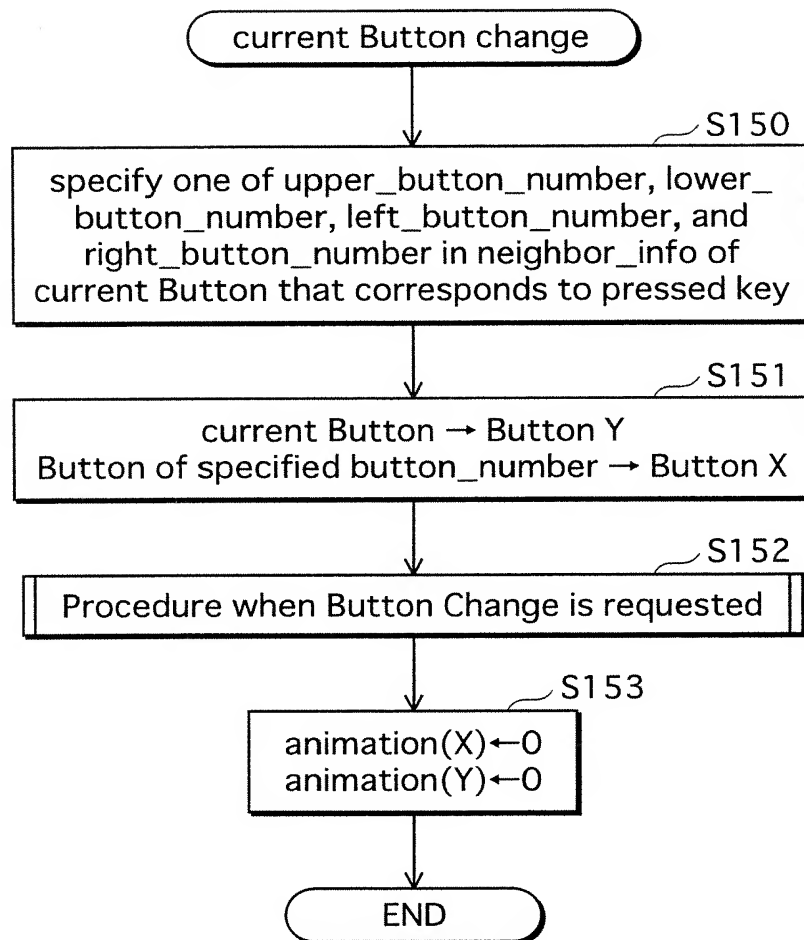 current Button change
S150
specify one of upper_button_number, lower_
button_number, left_button_number, and
right_button_number in neighbor_info of
current Button that corresponds to pressed key
S151
current Button → Button Y
Button of specified button_number → Button X
S152
Procedure when Button Change is requested
S153
animation(X)←0
animation(Y)←0
END